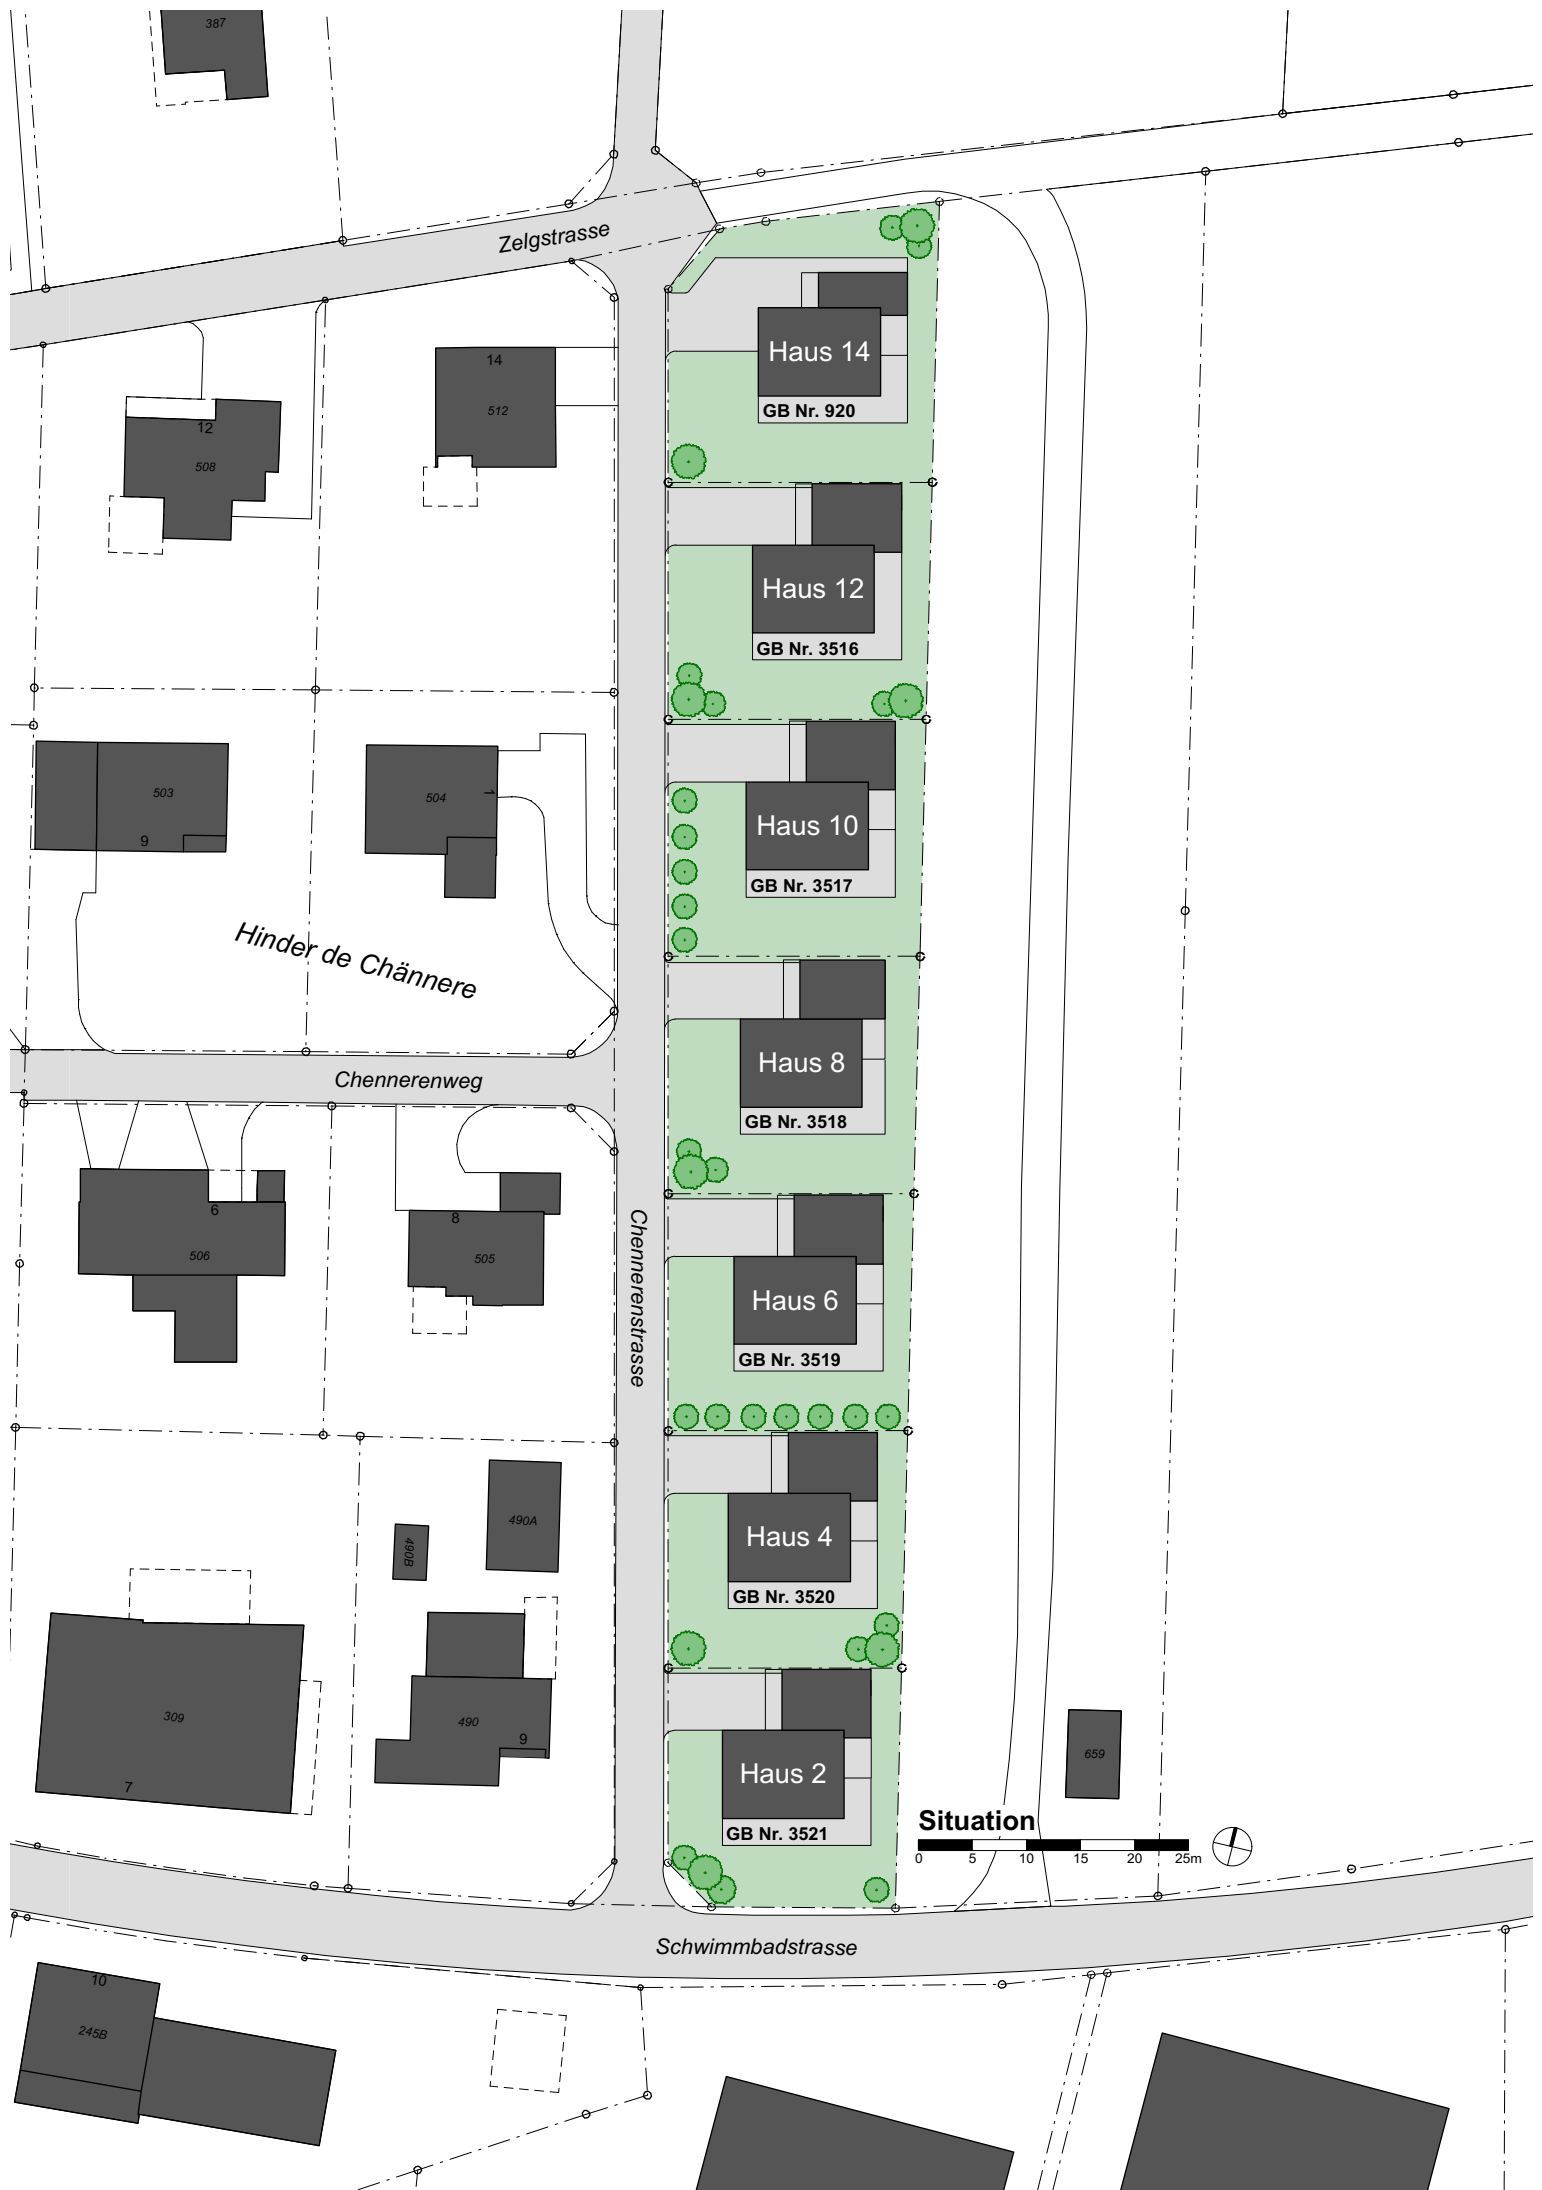 387
Zelgstrasse
14
512
12
508
Haus 14
GB Nr. 920
Haus 12
GB Nr. 3516
503
9
504
1
Haus 10
GB Nr. 3517
Hinder de Chännere
Chennerenweg
Haus 8
GB Nr. 3518
6
506
8
505
Chennerenstrasse
Haus 6
GB Nr. 3519
490A
490B
Haus 4
GB Nr. 3520
309
7
490
9
Haus 2
GB Nr. 3521
659
Situation
0 5 10 15 20 25m
Schwimmbadstrasse
10
245B